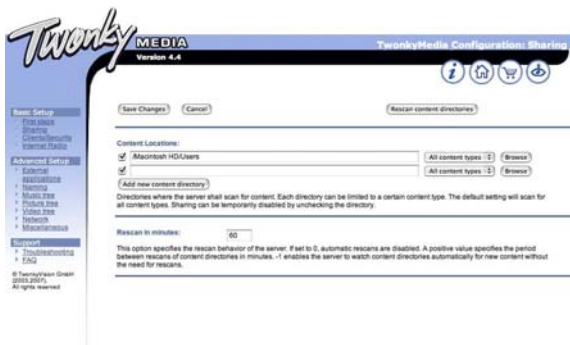 Twonky MEDIA
Version 4.4
TwonkyMedia Configuration: Sharing
Save Changes
Cancel
Rescan content directories
Basic Setup
First steps
Sharing
Clients/Security
Internet Radio
Advanced Setup
External applications
Naming
Music tree
Picture tree
Video tree
Network
Miscellaneous
Support
Troubleshooting
FAQ
© TwonkyVision GmbH
(2003,2007).
All rights reserved
Content Locations:
/Macintosh HD/Users
All content types
Browse
All content types
Browse
Add new content directory
Directories where the server shall scan for content. Each directory can be limited to a certain content type. The default setting will scan for
all content types. Sharing can be temporarily disabled by unchecking the directory.
Rescan in minutes:
60
This option specifies the rescan behavior of the server. If set to 0, automatic rescans are disabled. A positive value specifies the period
between rescans of content directories in minutes. -1 enables the server to watch content directories automatically for new content without
the need for rescans.